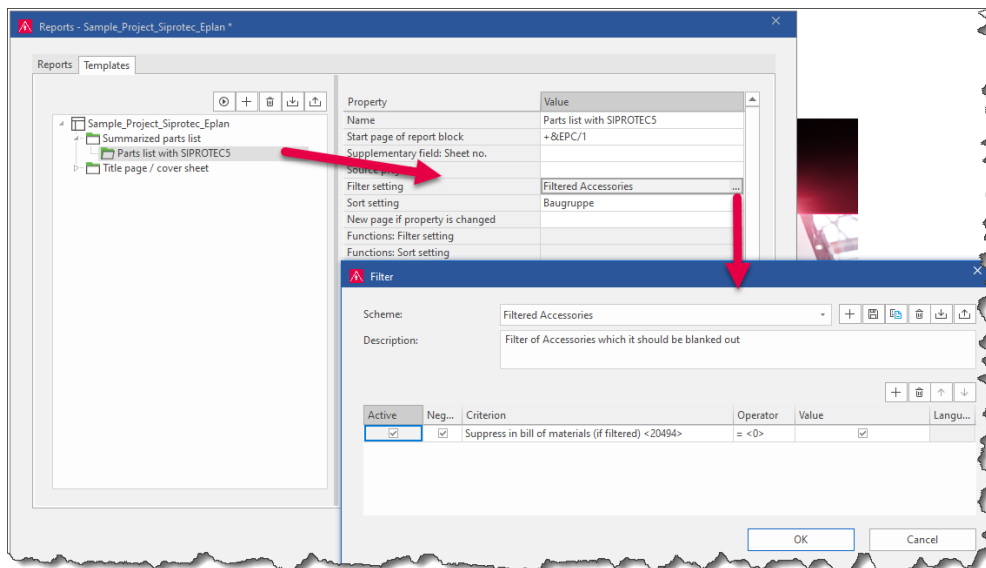 Reports - Sample_Project_Siprotec_Eplan *
Reports Templates
Property Value
Name Parts list with SIPROTEC5
Start page of report block +&EPC/1
Supplementary field: Sheet no.
Filter setting Filtered Accessories ...
Sort setting Baugruppe
New page if property is changed
Functions: Filter setting
Functions: Sort setting
Sample_Project_Siprotec_Eplan
Summarized parts list
Parts list with SIPROTEC5
Title page / cover sheet
Filter
Scheme: Filtered Accessories
Description: Filter of Accessories which it should be blanked out
Active Neg... Criterion Operator Value Langu...
Suppress in bill of materials (if filtered) <20494> = <0>
OK Cancel